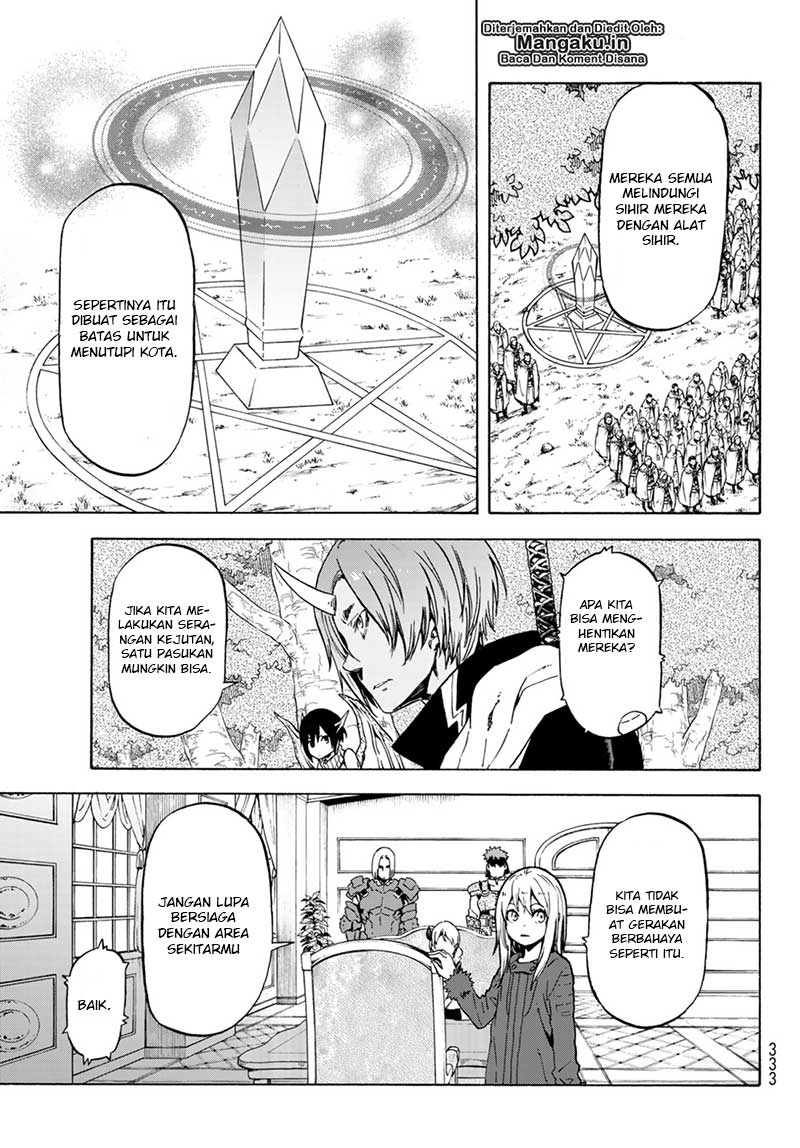 Diterjemahkan dan Diedit Oleh:
Mangaku.in
Baca Dan Koment Disana
MEREKA SEMUA
MELINDUNGI
SIHIR MEREKA
DENGAN ALAT
SIHIR.
SEPERTINYA ITU
DIBUAT SEBAGAI
BATAS UNTUK
MENUTUPI KOTA.
APA KITA
BISA MENG-
HENTIKAN
MEREKA?
JIKA KITA ME-
LAKUKAN SERA-
NGAN KEJUTAN,
SATU PASUKAN
MUNGKIN BISA.
KITA TIDAK
BISA MEMBU-
AT GERAKAN
BERBAHAYA
SEPERTI ITU.
JANGAN LUPA
BERSIAGA
DENGAN AREA
SEKITARMU
BAIK.
333